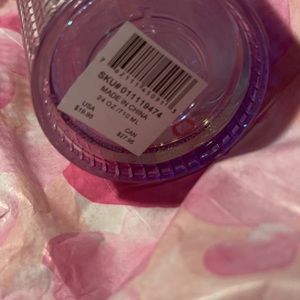 SKU# 011119474
MADE IN CHINA
24 OZ / 710 ML
USA
$19.95
CAN
$27.95